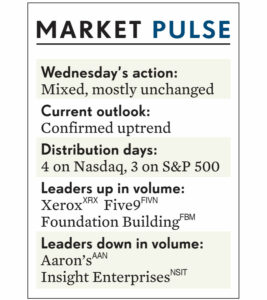 MARKET PULSE
Wednesday's action:
Mixed, mostly unchanged
Current outlook:
Confirmed uptrend
Distribution days:
4 on Nasdaq, 3 on S&P 500
Leaders up in volume:
Xerox XRX Five9 FIVN
Foundation Building FBM
Leaders down in volume:
Aaron's AAN
Insight Enterprises NSIT